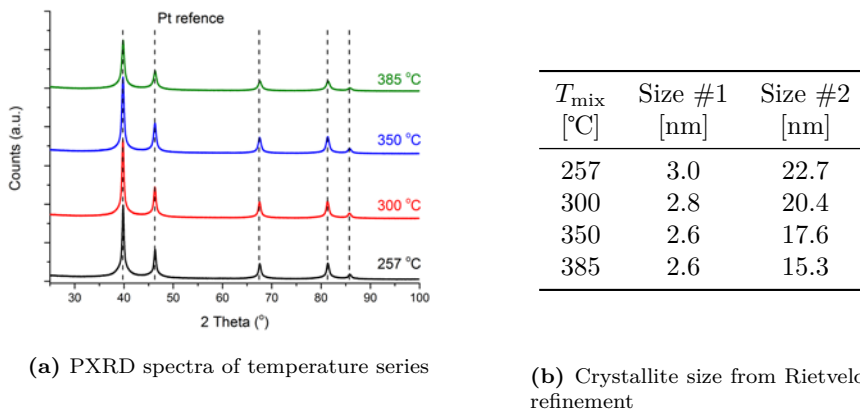 Pt refence
385 °C
350 °C
300 °C
257 °C
Counts (a.u.)
30 40 50 60 70 80 90 100
2 Theta (°)
(a) PXRD spectra of temperature series
Tmix Size #1 Size #2
[℃] [nm] [nm]
257 3.0 22.7
300 2.8 20.4
350 2.6 17.6
385 2.6 15.3
(b) Crystallite size from Rietveld
refinement